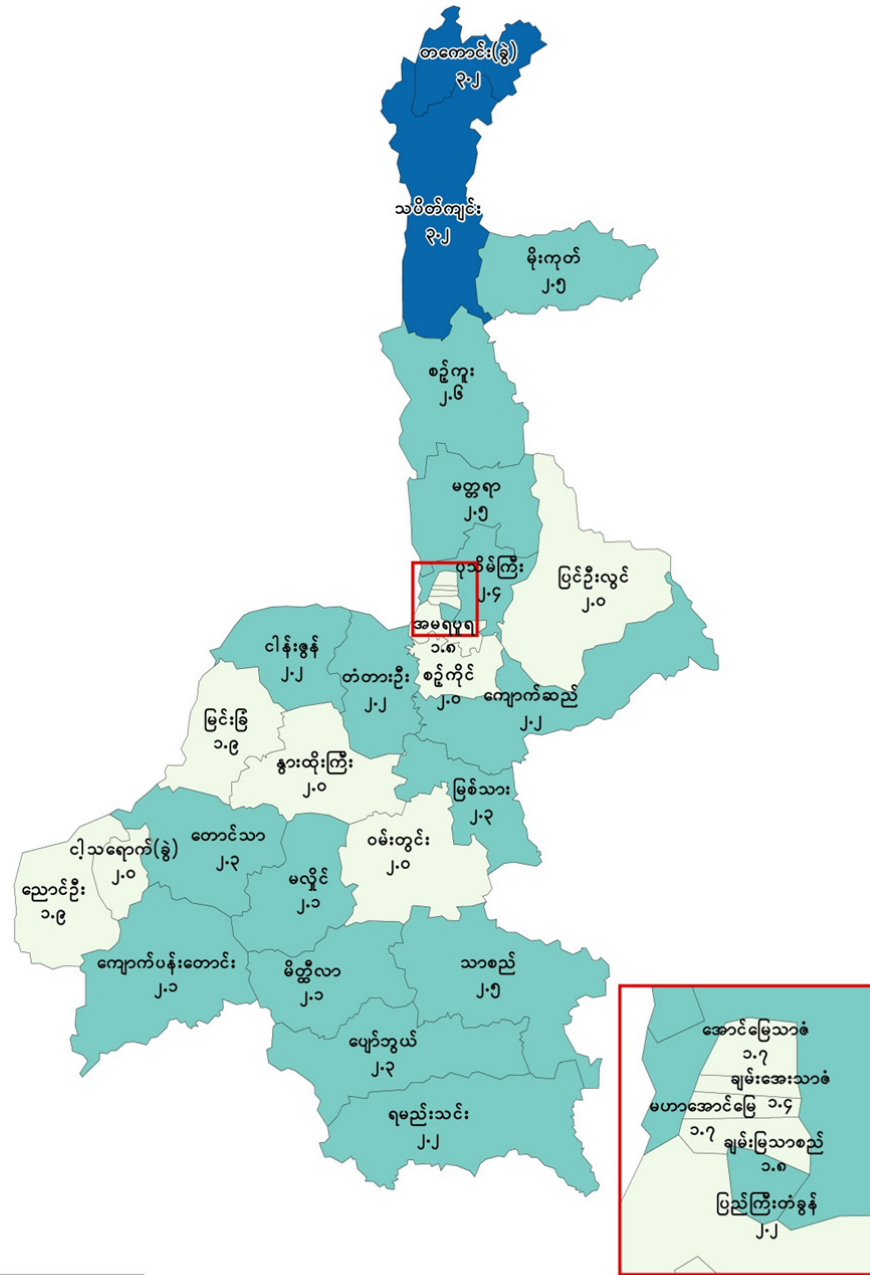 တကောင်း(ခွဲ)
၃.၂
သပိတ်ကျင်း
၃.၂
မိုးကုတ်
၂.၅
စဉ့်ကူး
၂.၆
မတ္တရာ
၂.၅
ပုသိမ်ကြီး
၂.၄
ပြင်ဦးလွင်
၂.၀
အမရပူရ
၁.၈
ငါန်းဇွန်
၂.၂
တံတားဦး
၂.၂
စဉ့်ကိုင်
၂.၀
ကျောက်ဆည်
၂.၂
မြင်းခြံ
၁.၉
နွားထိုးကြီး
၂.၀
မြစ်သား
၂.၃
တောင်သာ
၂.၃
ဝမ်းတွင်း
၂.၀
ငါ့သရောက်(ခွဲ)
၂.၀
မလှိုင်
၂.၁
ညောင်ဦး
၁.၉
ကျောက်ပန်းတောင်း
၂.၁
မိတ္ထီလာ
၂.၁
သာစည်
၂.၅
ပျော်ဘွယ်
၂.၃
ရမည်းသင်း
၂.၂
အောင်မြေသာဇံ
၁.၇
ချမ်းအေးသာဇံ
၁.၄
မဟာအောင်မြေ
၁.၇
ချမ်းမြသာစည်
၁.၈
ပြည်ကြီးတံခွန်
၂.၂